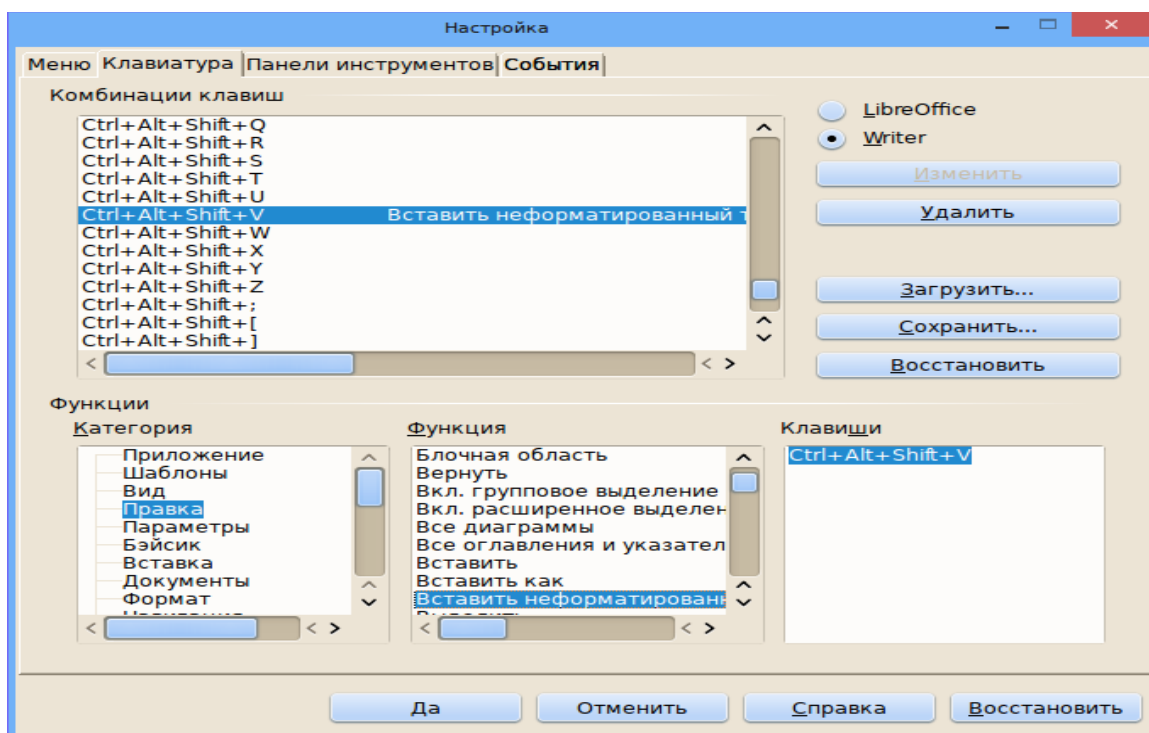 Настройка
Меню Клавиатура Панели инструментов События
Комбинации клавиш
Ctrl+Alt+Shift+Q
Ctrl+Alt+Shift+R
Ctrl+Alt+Shift+S
Ctrl+Alt+Shift+T
Ctrl+Alt+Shift+U
Ctrl+Alt+Shift+V Вставить неформатированный т
Ctrl+Alt+Shift+W
Ctrl+Alt+Shift+X
Ctrl+Alt+Shift+Y
Ctrl+Alt+Shift+Z
Ctrl+Alt+Shift+;
Ctrl+Alt+Shift+[
Ctrl+Alt+Shift+]
LibreOffice
Writer
Изменить
Удалить
Загрузить...
Сохранить...
Восстановить
Функции
Категория
Приложение
Шаблоны
Вид
Правка
Параметры
Бэйсик
Вставка
Документы
Формат
Функция
Блочная область
Вернуть
Вкл. групповое выделение
Вкл. расширенное выделен
Все диаграммы
Все оглавления и указател
Вставить
Вставить как
Вставить неформатирован
Клавиши
Ctrl+Alt+Shift+V
Да
Отменить
Справка
Восстановить